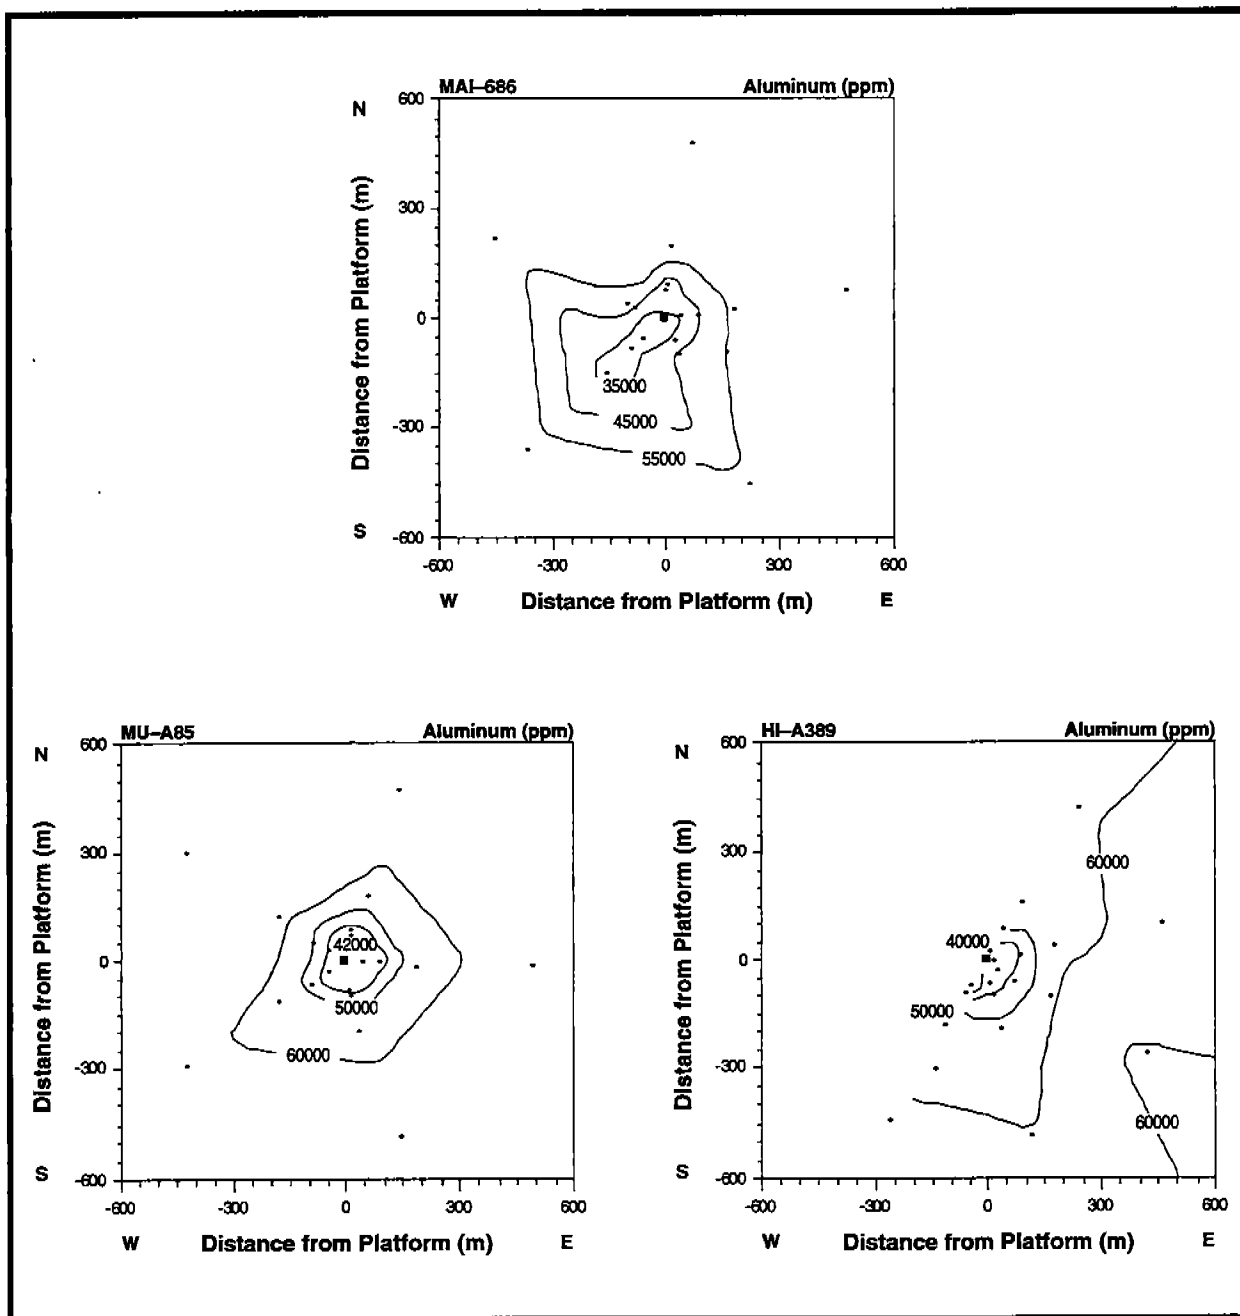 MAI–686 Aluminum (ppm)
N
600
300
0
-300
-600
S
Distance from Platform (m)
35000
45000
55000
-600 -300 0 300 600
W Distance from Platform (m) E
MU–A85 Aluminum (ppm)
N
600
300
0
-300
-600
S
Distance from Platform (m)
42000
50000
60000
-600 -300 0 300 600
W Distance from Platform (m) E
HI–A389 Aluminum (ppm)
N
600
300
0
-300
-600
S
Distance from Platform (m)
60000
40000
50000
60000
-600 -300 0 300 600
W Distance from Platform (m) E